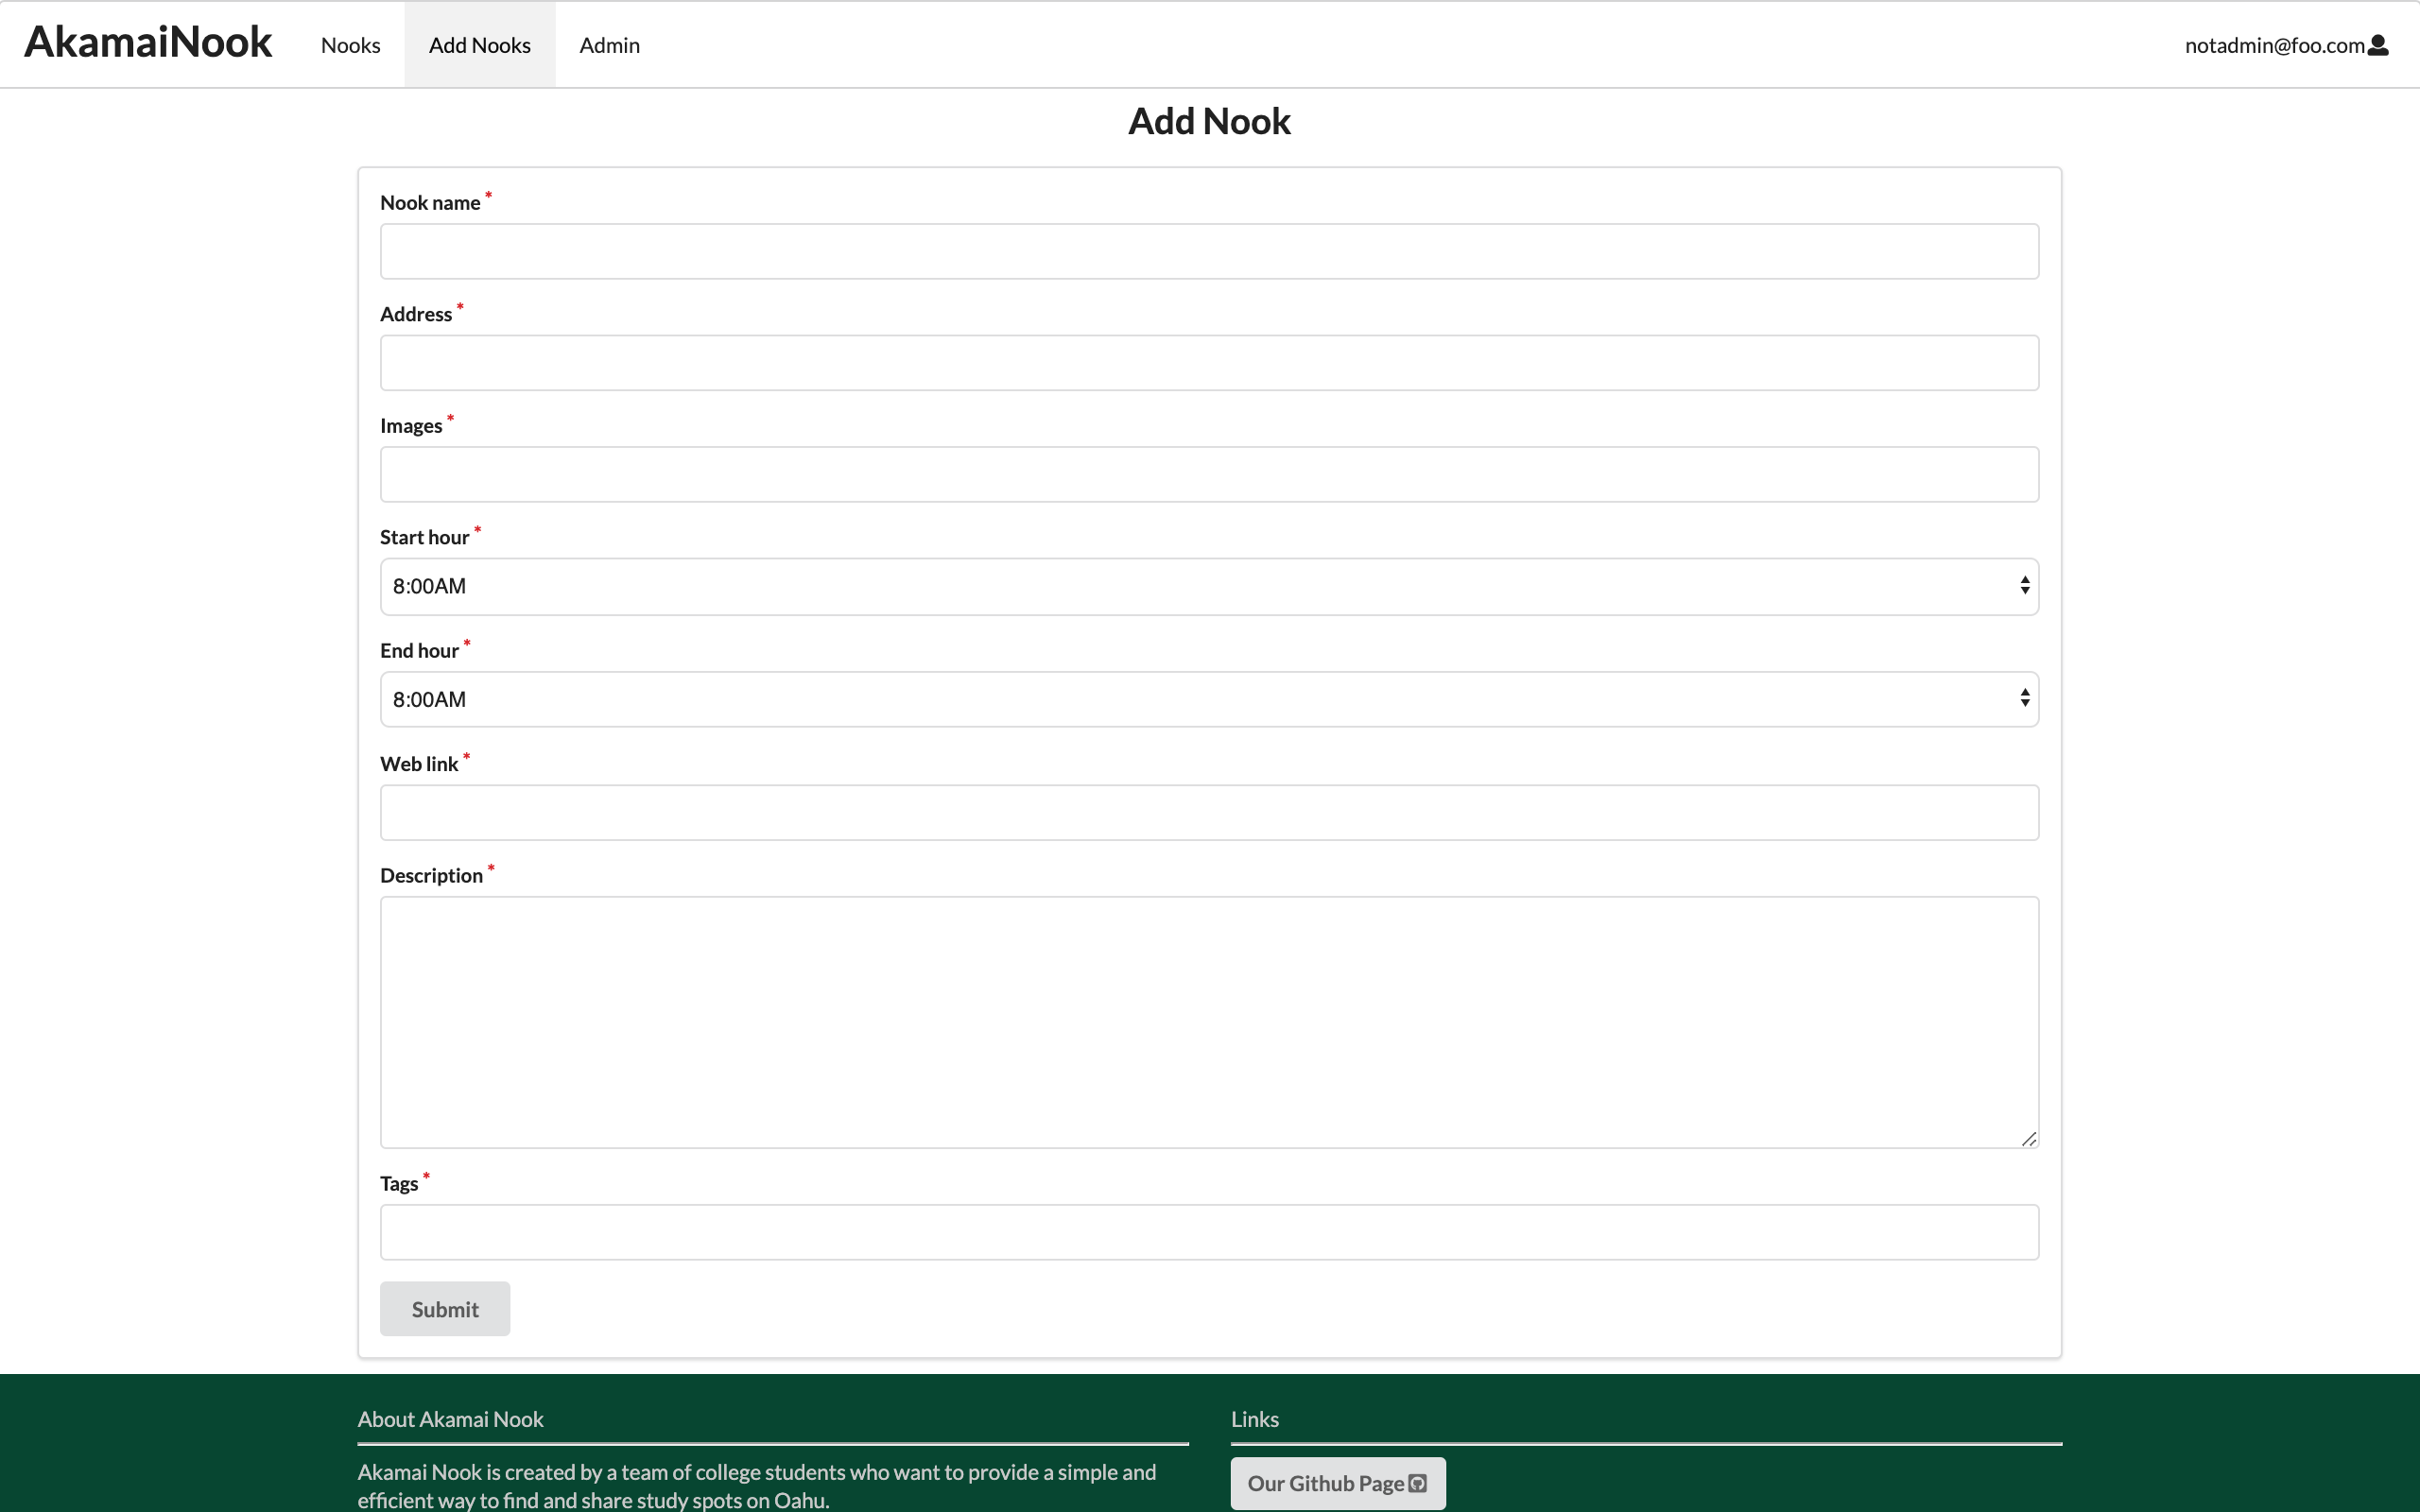 AkamaiNook Nooks Add Nooks Admin notadmin@foo.com
Add Nook
Nook name *
Address *
Images *
Start hour *
8:00AM
End hour *
8:00AM
Web link *
Description *
Tags *
Submit
About Akamai Nook
Akamai Nook is created by a team of college students who want to provide a simple and
efficient way to find and share study spots on Oahu.
Links
Our Github Page